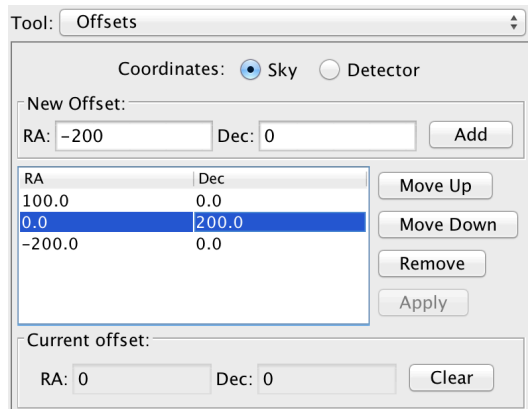 Tool: Offsets
Coordinates: Sky Detector
New Offset:
RA: -200 Dec: 0 Add
RA Dec
100.0 0.0
0.0 200.0
-200.0 0.0
Move Up
Move Down
Remove
Apply
Current offset:
RA: 0 Dec: 0 Clear